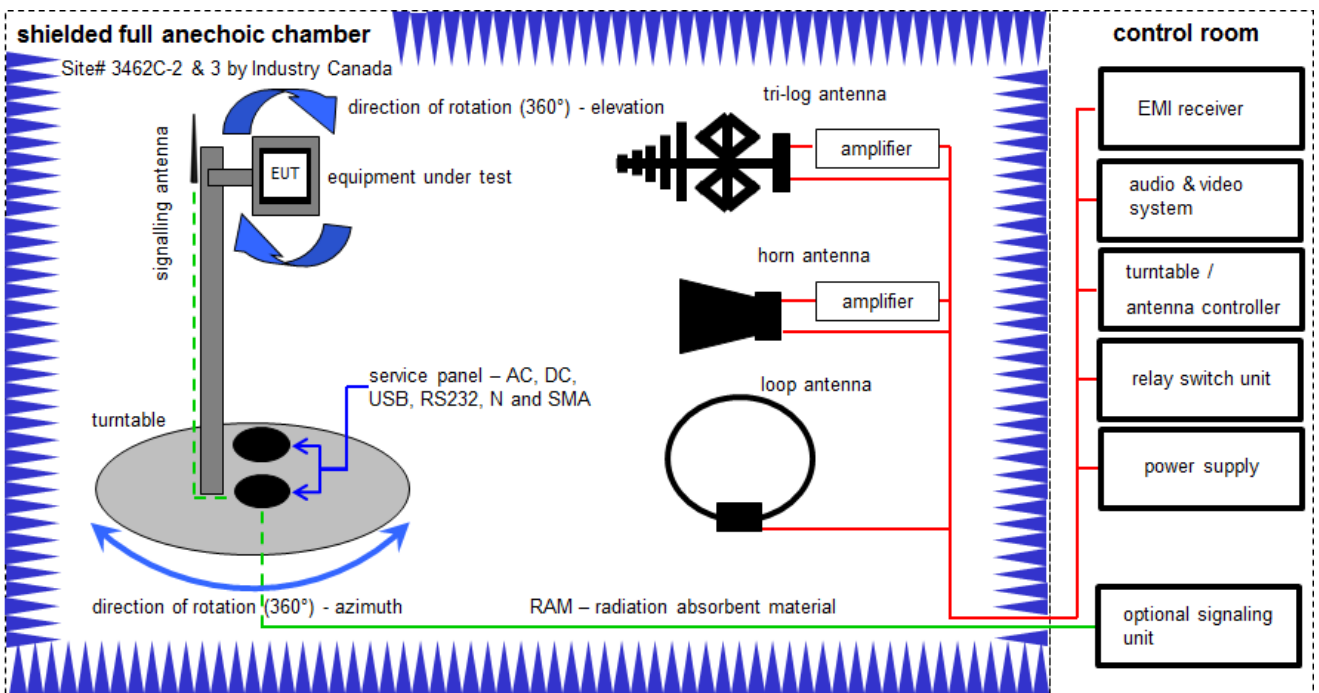 shielded full anechoic chamber
Site# 3462C-2 & 3 by Industry Canada
direction of rotation (360°) - elevation
signalling antenna
EUT
equipment under test
service panel – AC, DC,
USB, RS232, N and SMA
turntable
direction of rotation (360°) - azimuth
tri-log antenna
amplifier
horn antenna
amplifier
loop antenna
RAM – radiation absorbent material
control room
EMI receiver
audio & video
system
turntable /
antenna controller
relay switch unit
power supply
optional signaling
unit